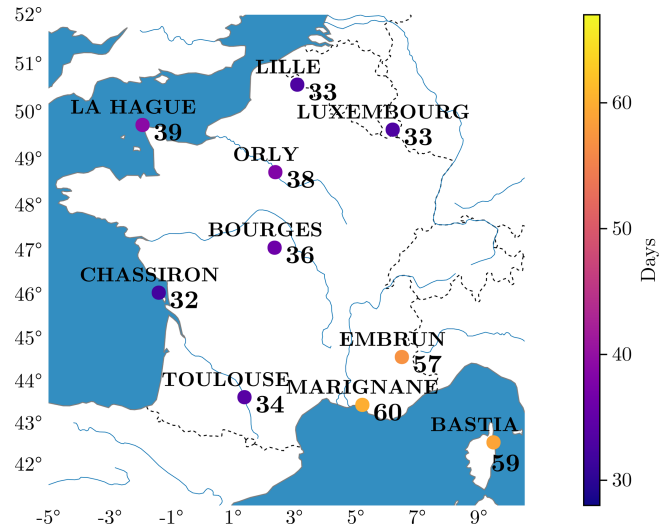 52°
51°
LILLE
33
60
50°
LA HAGUE
LUXEMBOURG
39
33
49°
ORLY
38
48°
50
BOURGES
Days
47°
36
CHASSIRON
46°
32
40
45°
EMBRUN
57
44°
TOULOUSE
MARIGNANE
34
60
43°
BASTIA
42°
59
30
-5° -3° -1° 1° 3° 5° 7° 9°